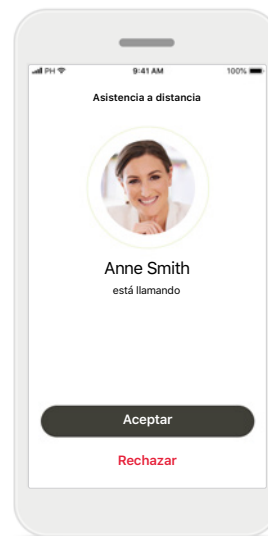 PH 9:41 AM 100%
Asistencia a distancia
Anne Smith
está llamando
Aceptar
Rechazar